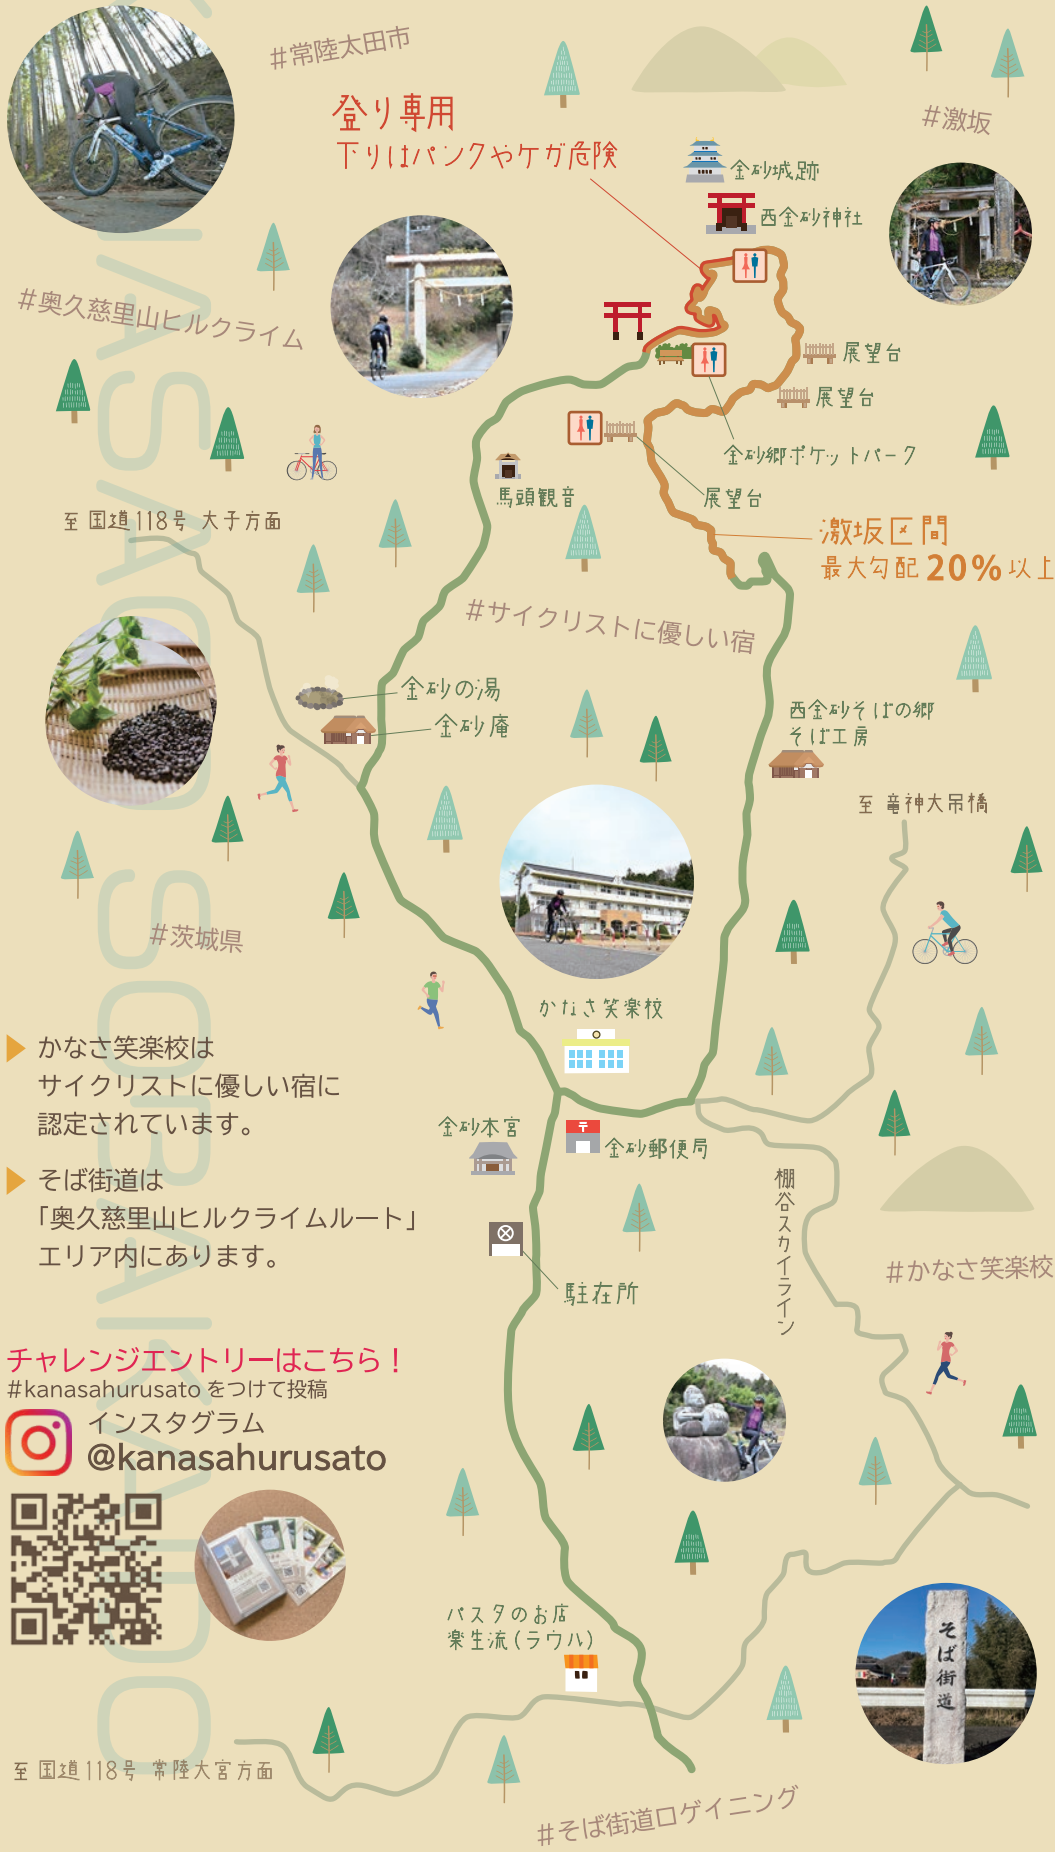 #常陸太田市
登り専用
下りはパンクやケガ危険
#激坂
金砂城跡
西金砂神社
#奥久慈里山ヒルクライム
展望台
展望台
金砂郷ポケットパーク
馬頭観音
展望台
至 国道118号 大子方面
激坂区間
最大勾配 20%以上
#サイクリストに優しい宿
金砂の湯
金砂庵
西金砂そばの郷
そば工房
至 竜神大吊橋
#茨城県
かなさ笑楽校
かなさ笑楽校は
サイクリストに優しい宿に
認定されています。
金砂本宮
〒
金砂郵便局
そば街道は
「奥久慈里山ヒルクライムルート」
エリア内にあります。
棚谷スカイライン
駐在所
#かなさ笑楽校
チャレンジエントリーはこちら!
#kanasahurusato をつけて投稿
インスタグラム
@kanasahurusato
パスタのお店
楽生流(ラウル)
そば街道
至 国道118号 常陸大宮方面
#そば街道ロゲイニング